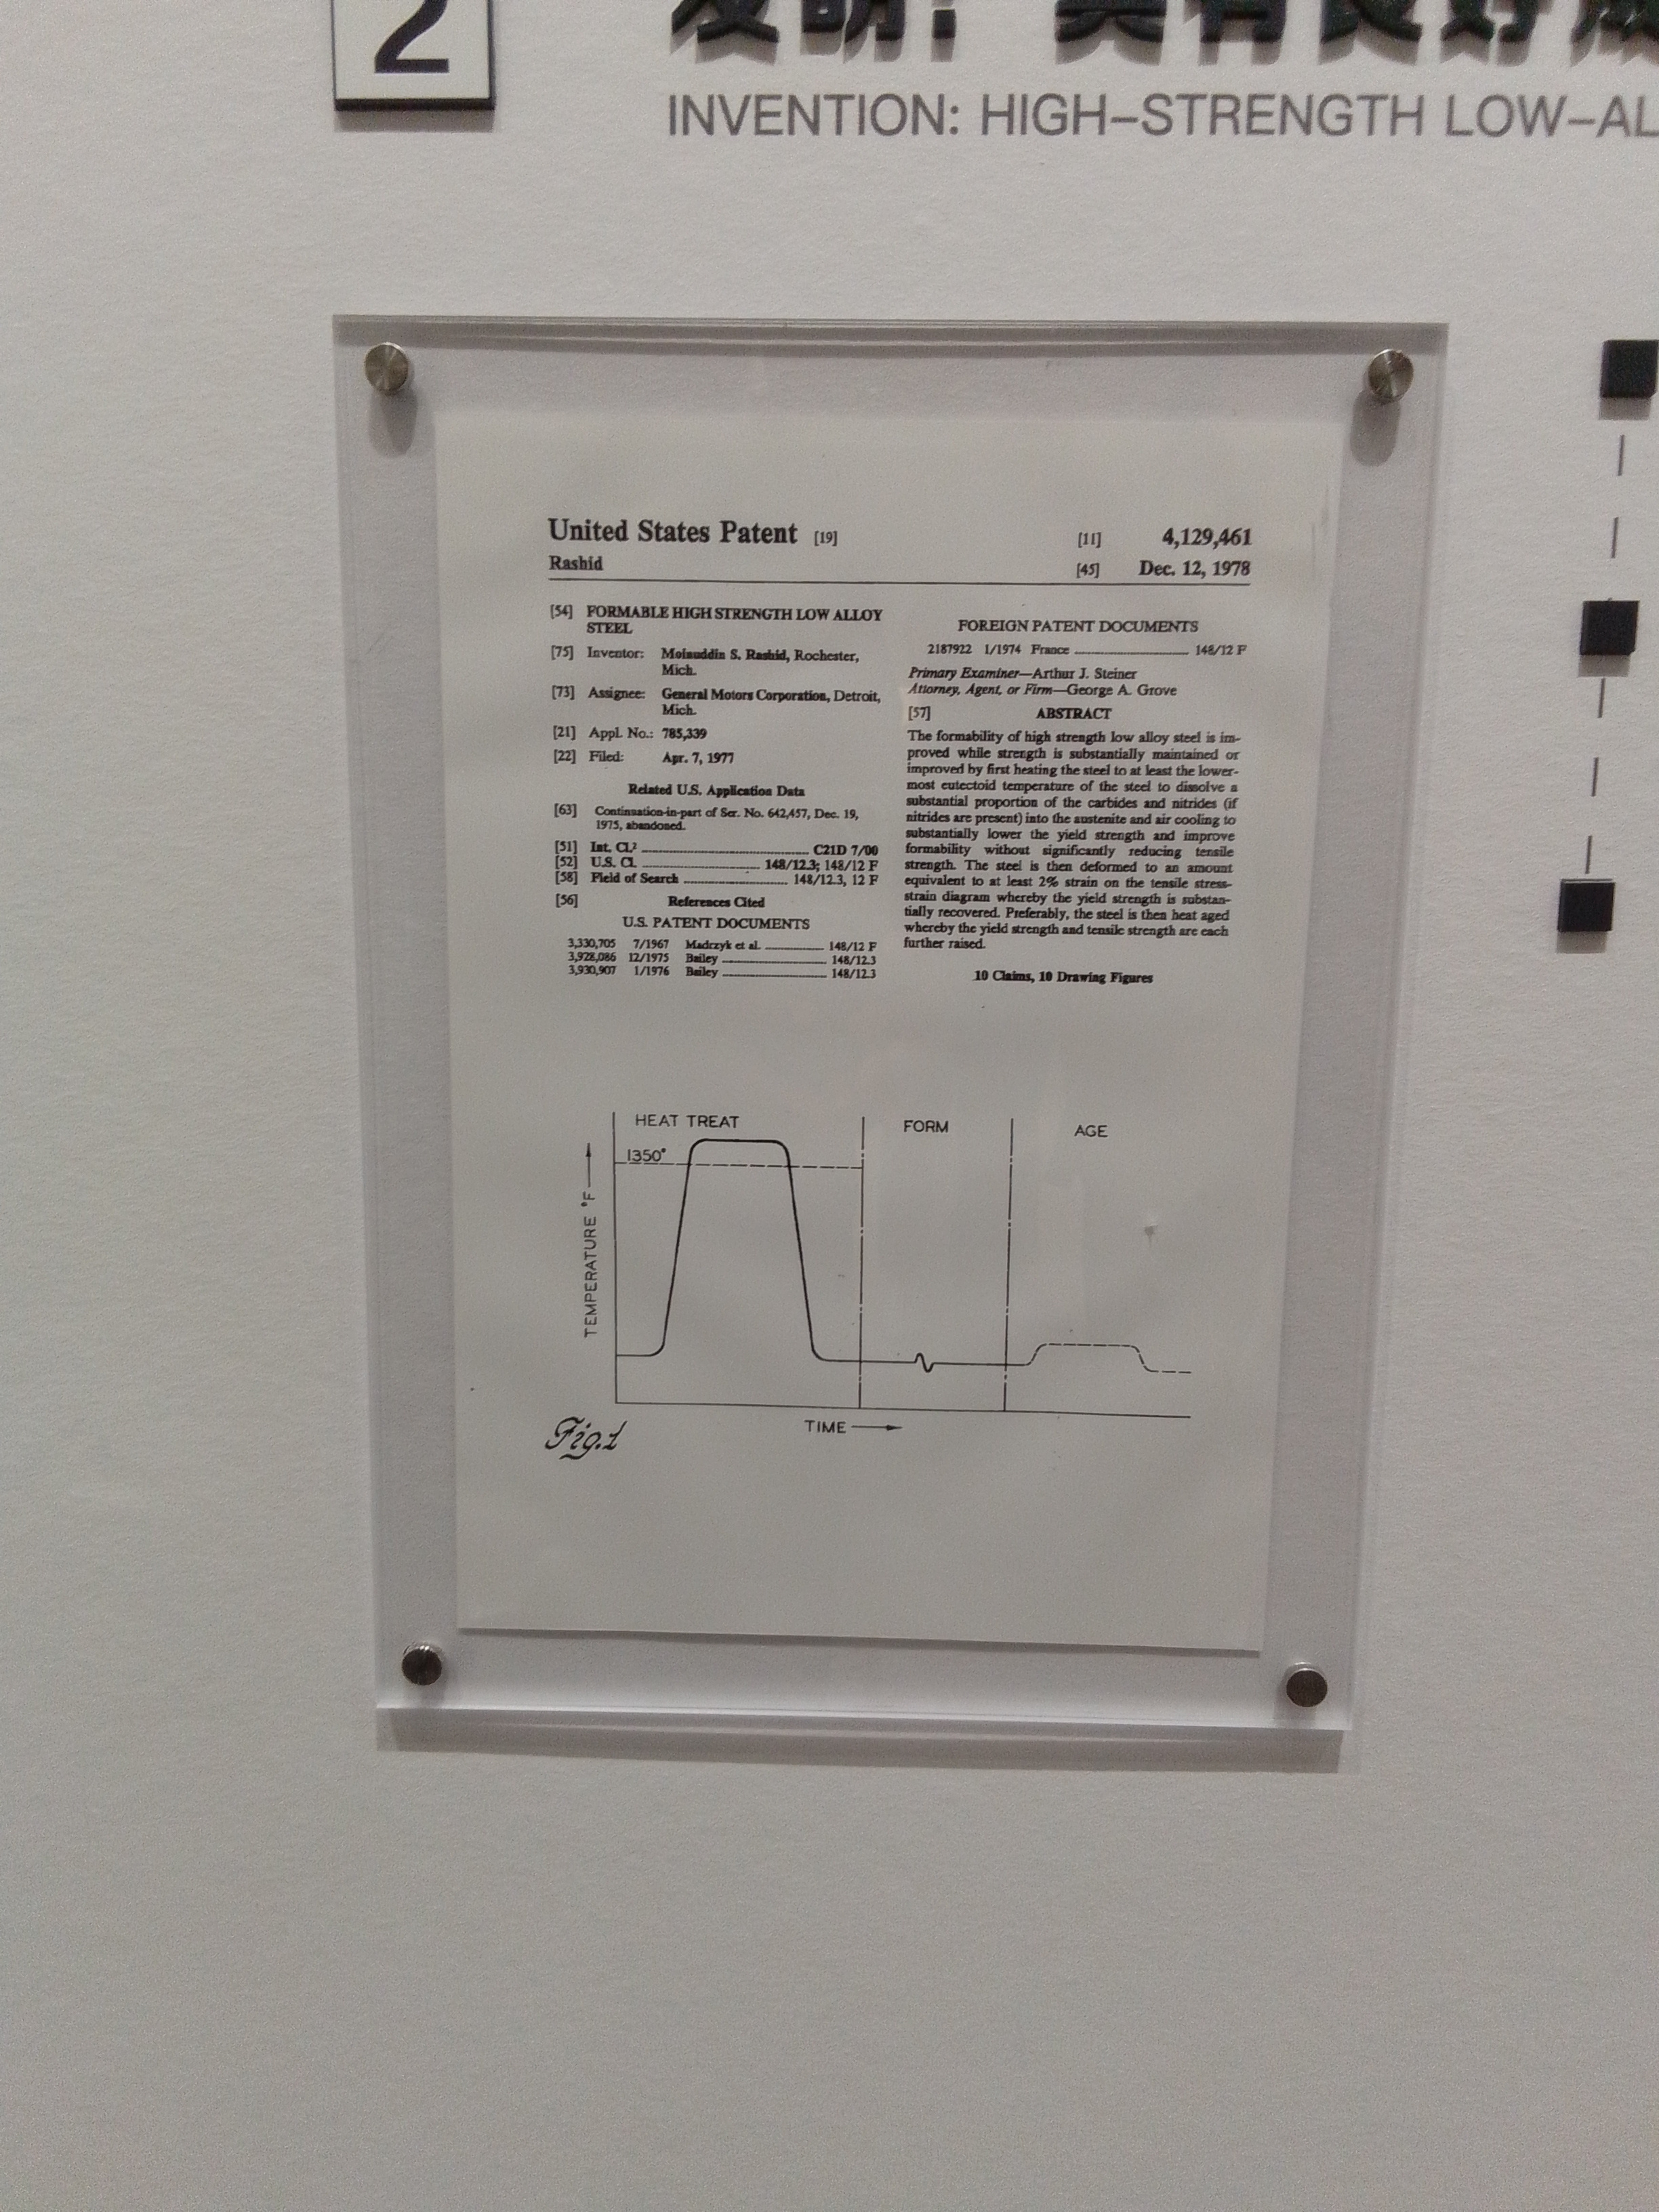 2
发明：具有良好成
INVENTION: HIGH-STRENGTH LOW-AL
United States Patent [19]
Rashid
[11] 4,129,461
[45] Dec. 12, 1978
[54] FORMABLE HIGH STRENGTH LOW ALLOY
STEEL
[75] Inventor: Moinuddin S. Rashid, Rochester,
Mich.
[73] Assignee: General Motors Corporation, Detroit,
Mich.
[21] Appl. No.: 785,339
[22] Filed: Apr. 7, 1977
Related U.S. Application Data
[63] Continuation-in-part of Ser. No. 642,457, Dec. 19,
1975, abandoned.
[51] Int. Cl.² ........ C21D 7/00
[52] U.S. Cl. ........ 148/12.3; 148/12 F
[58] Field of Search ........ 148/12.3, 12 F
[56] References Cited
U.S. PATENT DOCUMENTS
3,330,705 7/1967 Madrzyk et al. ........ 148/12 F
3,928,086 12/1975 Bailey ........ 148/12.3
3,930,907 1/1976 Bailey ........ 148/12.3
FOREIGN PATENT DOCUMENTS
2187922 1/1974 France ........ 148/12 F
Primary Examiner—Arthur J. Steiner
Attorney, Agent, or Firm—George A. Grove
[57] ABSTRACT
The formability of high strength low alloy steel is im-
proved while strength is substantially maintained or
improved by first heating the steel to at least the lower-
most eutectoid temperature of the steel to dissolve a
substantial proportion of the carbides and nitrides (if
nitrides are present) into the austenite and air cooling to
substantially lower the yield strength and improve
formability without significantly reducing tensile
strength. The steel is then deformed to an amount
equivalent to at least 2% strain on the tensile stress-
strain diagram whereby the yield strength is substan-
tially recovered. Preferably, the steel is then heat aged
whereby the yield strength and tensile strength are each
further raised.
10 Claims, 10 Drawing Figures
HEAT TREAT
FORM
AGE
1350°
TEMPERATURE °F
TIME
Fig.1